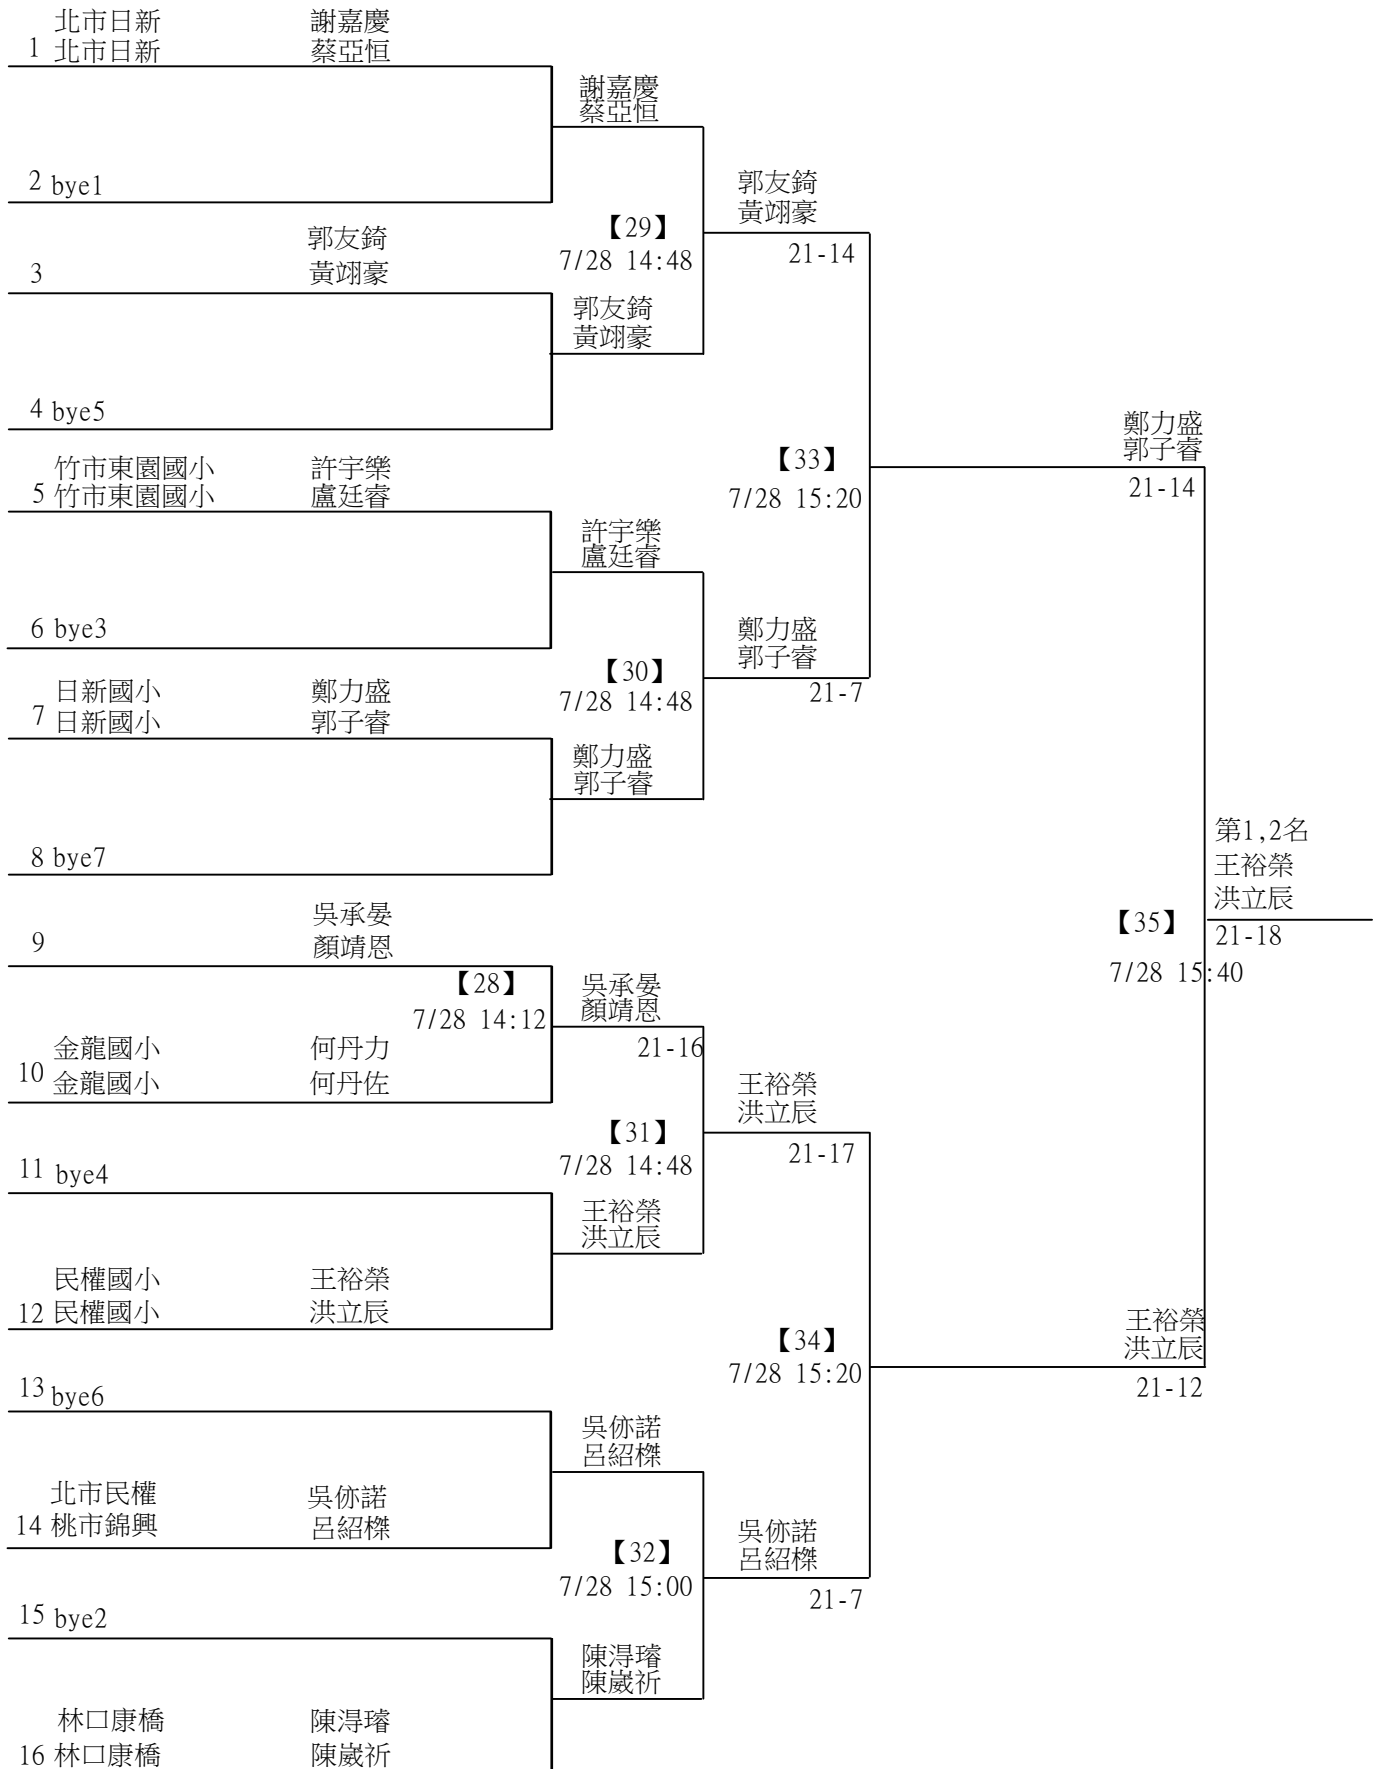 北市日新 謝嘉慶
1 北市日新 蔡亞恒
謝嘉慶
蔡亞恒
2 bye1
郭友錡
黃翊豪
【29】
7/28 14:48
21-14
郭友錡
3 黃翊豪
郭友錡
黃翊豪
4 bye5
鄭力盛
郭子睿
21-14
【33】
7/28 15:20
竹市東園國小 許宇樂
5 竹市東園國小 盧廷睿
許宇樂
盧廷睿
6 bye3
鄭力盛
郭子睿
【30】
7/28 14:48
21-7
日新國小 鄭力盛
7 日新國小 郭子睿
鄭力盛
郭子睿
8 bye7
第1,2名
王裕榮
洪立辰
【35】
21-18
7/28 15:40
吳承晏
9 顏靖恩
【28】
7/28 14:12
吳承晏
顏靖恩
21-16
金龍國小 何丹力
10 金龍國小 何丹佐
王裕榮
洪立辰
【31】
7/28 14:48
21-17
11 bye4
王裕榮
洪立辰
民權國小 王裕榮
12 民權國小 洪立辰
【34】
7/28 15:20
王裕榮
洪立辰
21-12
13 bye6
吳伱諾
呂紹榤
北市民權 吳伱諾
14 桃市錦興 呂紹榤
【32】
7/28 15:00
吳伱諾
呂紹榤
21-7
15 bye2
陳淂璿
陳崴祈
林口康橋 陳淂璿
16 林口康橋 陳崴祈